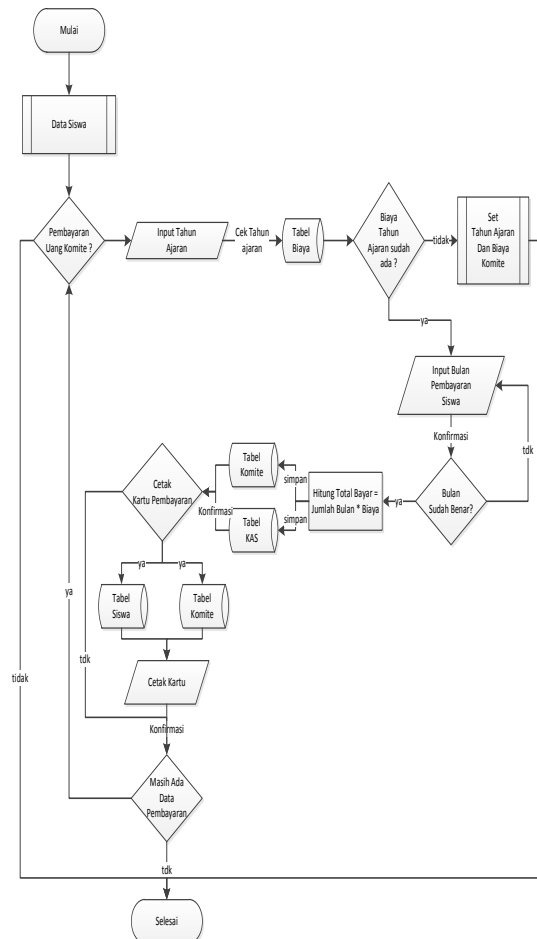 Mulai
Data Siswa
Pembayaran
Uang Komite ?
Input Tahun
Ajaran
Cek Tahun
ajaran
Tabel
Biaya
Biaya
Tahun
Ajaran sudah
ada ?
tidak
Set
Tahun Ajaran
Dan Biaya
Komite
ya
Input Bulan
Pembayaran
Siswa
Konfirmasi
tdk
Bulan
Sudah Benar?
ya
Hitung Total Bayar =
Jumlah Bulan * Biaya
simpan
simpan
Tabel
Komite
Tabel
KAS
Konfirmasi
Cetak
Kartu Pembayaran
ya
ya
Tabel
Siswa
Tabel
Komite
Cetak Kartu
tdk
Konfirmasi
Masih Ada
Data
Pembayaran
ya
tidak
tdk
Selesai